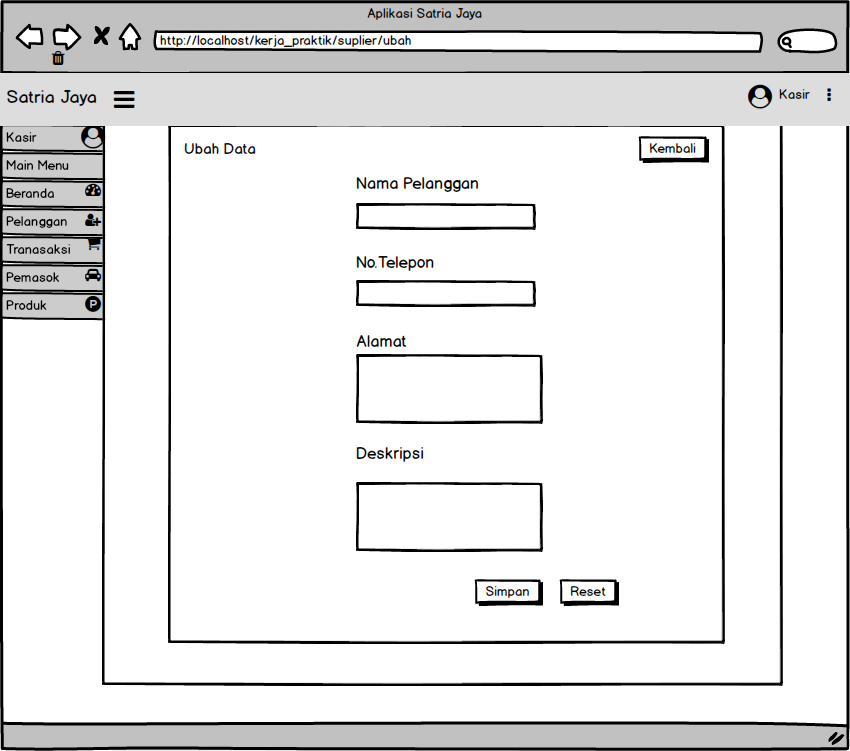 Aplikasi Satria Jaya
http://localhost/kerja_praktik/suplier/ubah
Satria Jaya
Kasir
Kasir
Main Menu
Beranda
Pelanggan
Tranasaksi
Pemasok
Produk
P
Ubah Data
Kembali
Nama Pelanggan
No.Telepon
Alamat
Deskripsi
Simpan
Reset